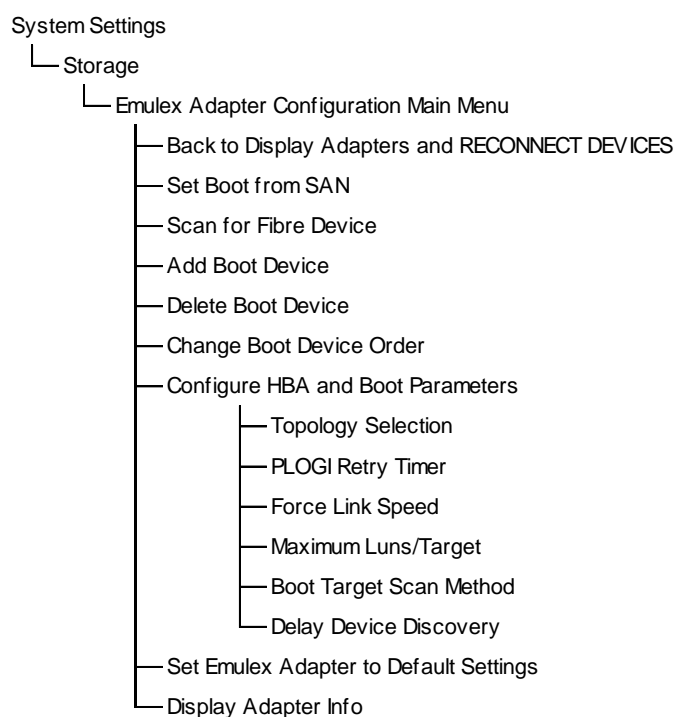 System Settings
Storage
Emulex Adapter Configuration Main Menu
Back to Display Adapters and RECONNECT DEVICES
Set Boot from SAN
Scan for Fibre Device
Add Boot Device
Delete Boot Device
Change Boot Device Order
Configure HBA and Boot Parameters
Topology Selection
PLOGI Retry Timer
Force Link Speed
Maximum Luns/Target
Boot Target Scan Method
Delay Device Discovery
Set Emulex Adapter to Default Settings
Display Adapter Info